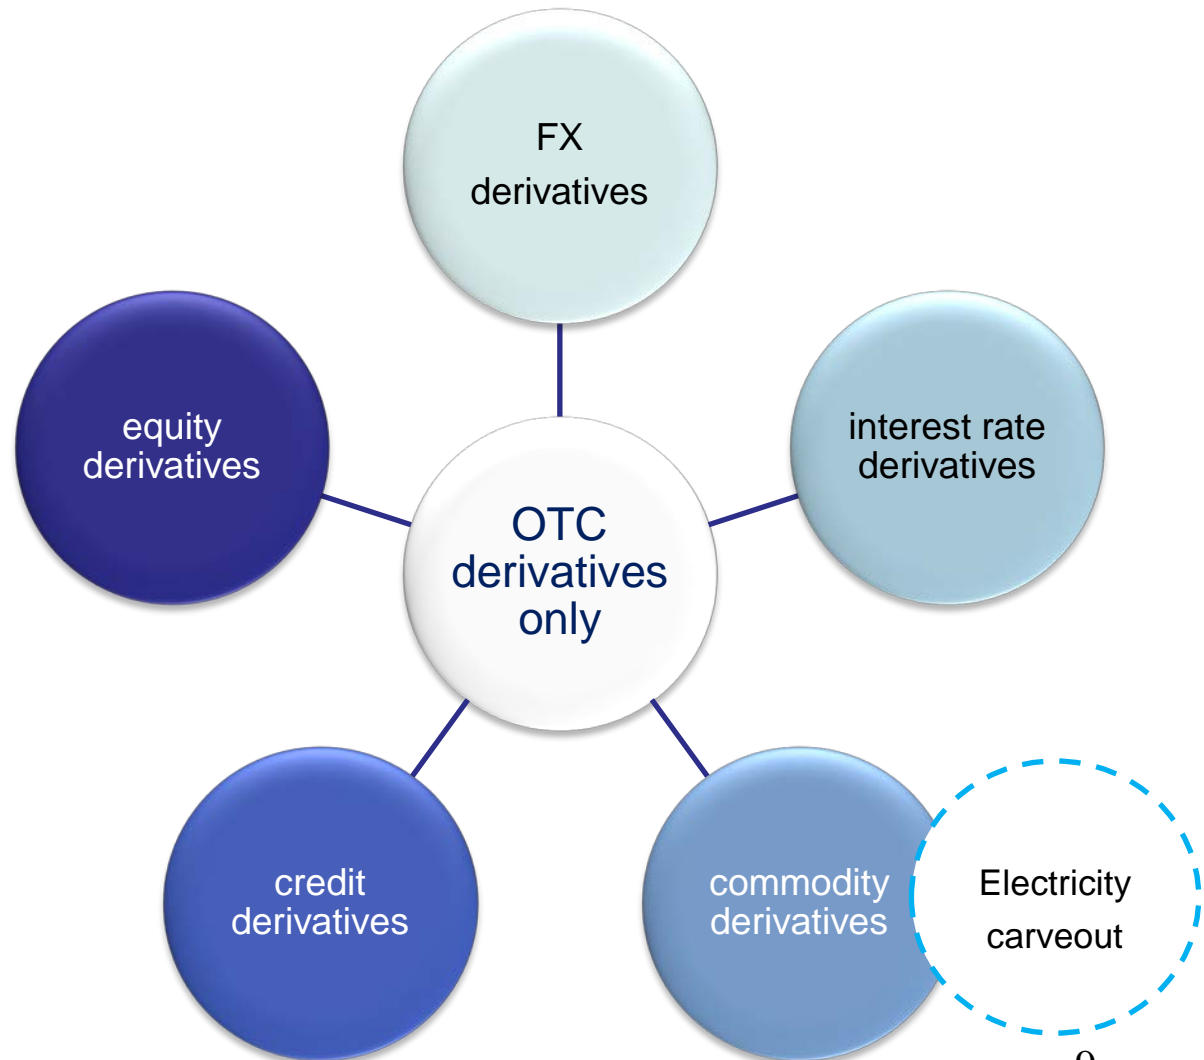 FX
derivatives
equity
derivatives
interest rate
derivatives
OTC
derivatives
only
credit
derivatives
commodity
derivatives
Electricity
carveout